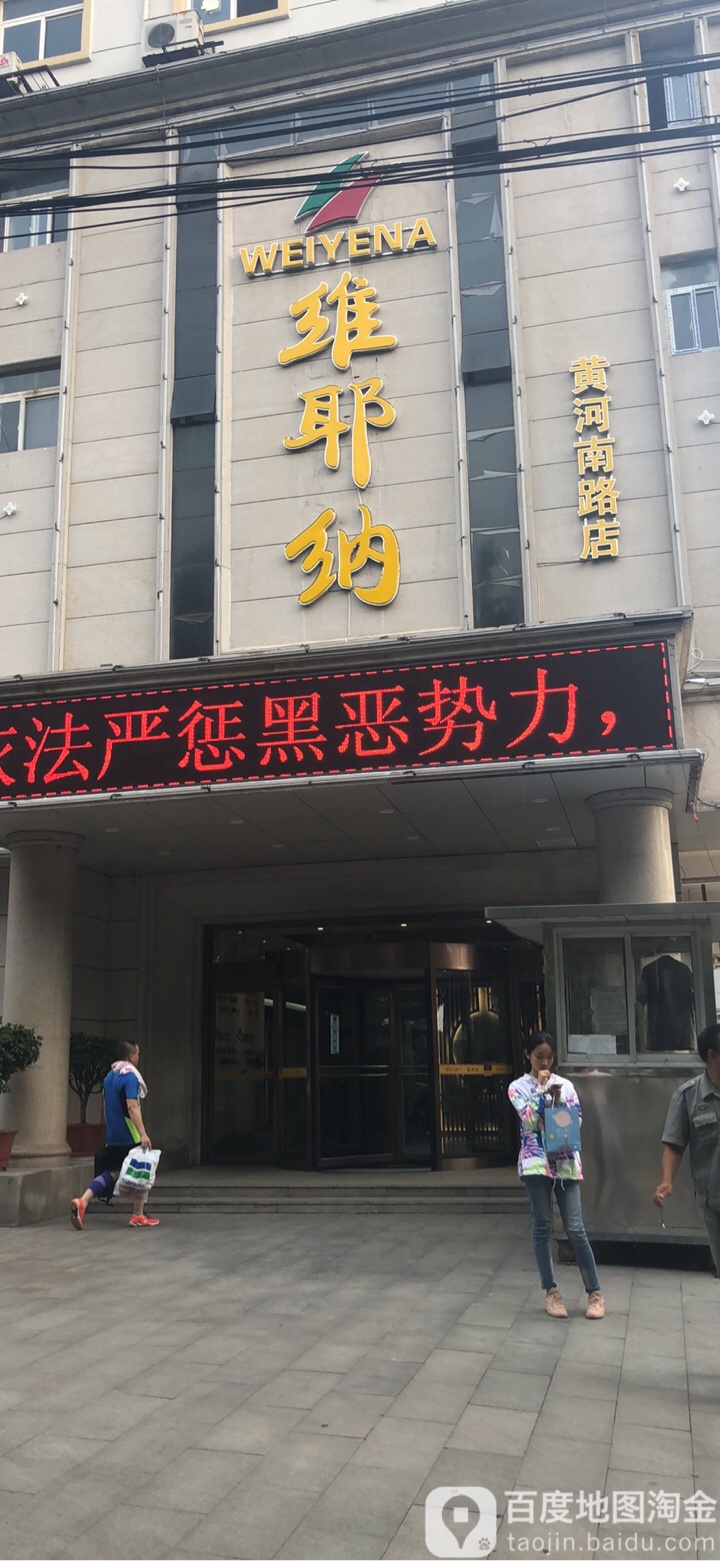 WEIYENA
维耶纳
黄河南路店
依法严惩黑恶势力，
百度地图淘金
taojin.baidu.com